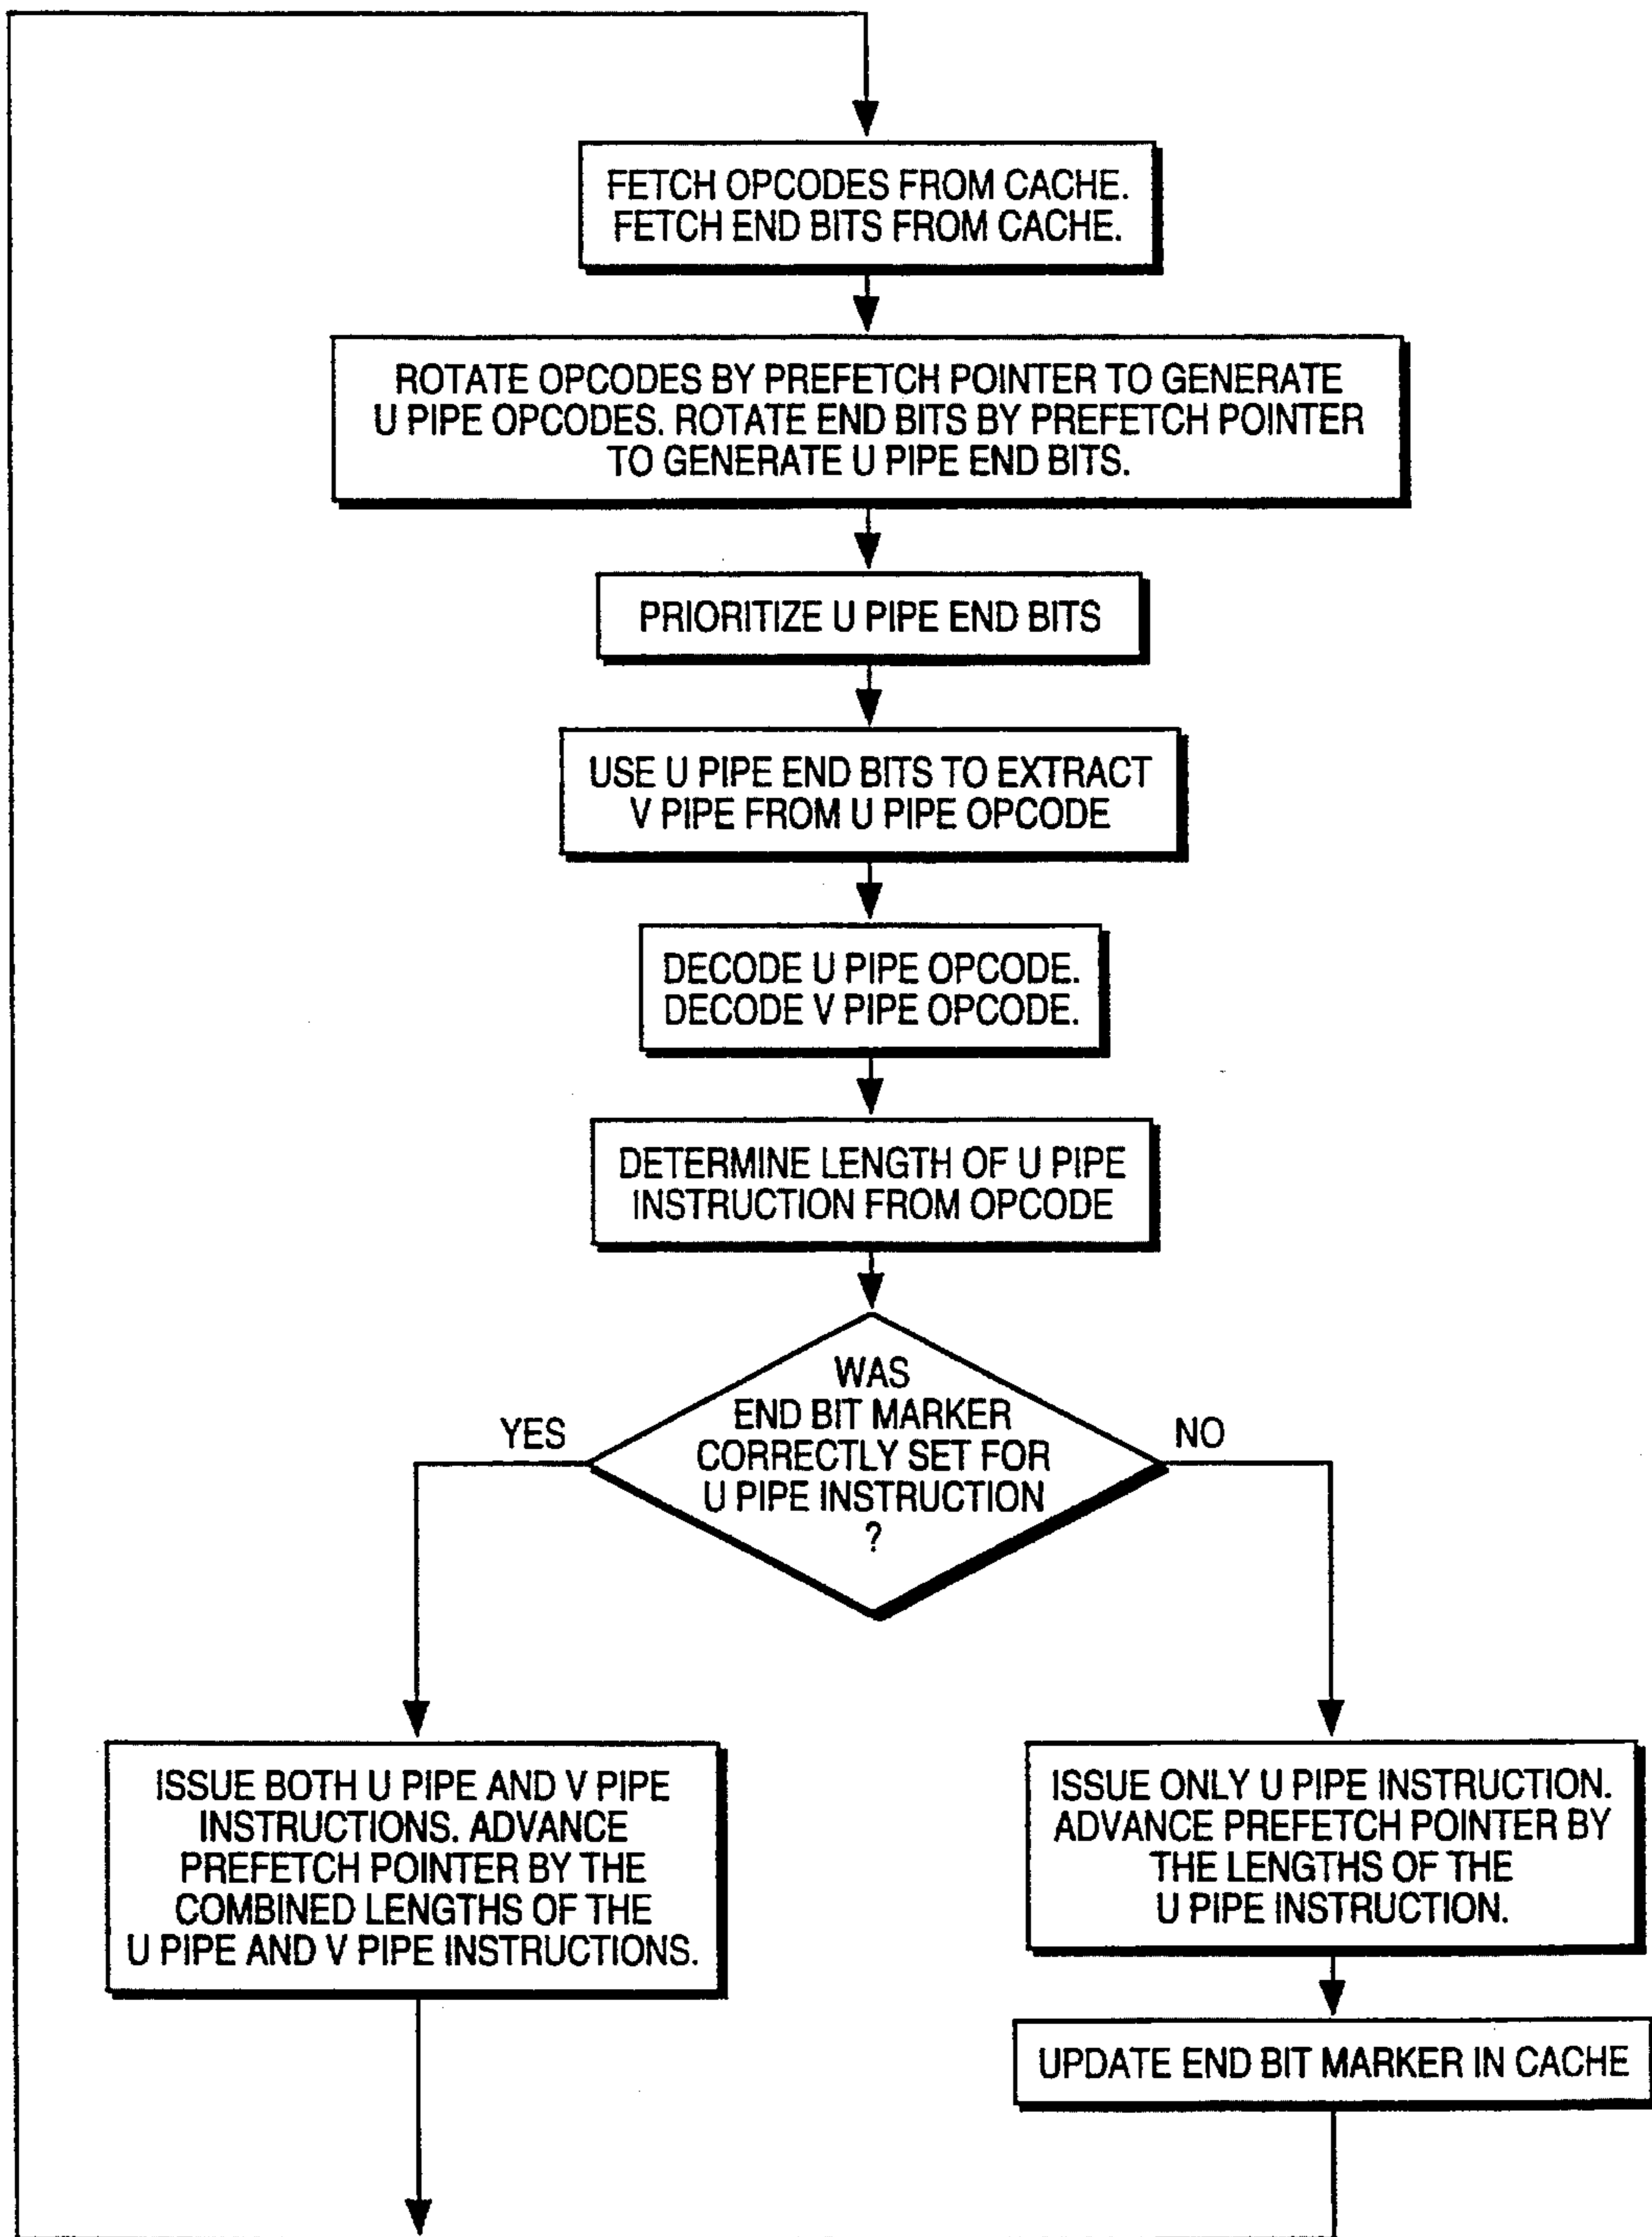 FETCH OPCODES FROM CACHE.
FETCH END BITS FROM CACHE.
ROTATE OPCODES BY PREFETCH POINTER TO GENERATE
U PIPE OPCODES. ROTATE END BITS BY PREFETCH POINTER
TO GENERATE U PIPE END BITS.
PRIORITIZE U PIPE END BITS
USE U PIPE END BITS TO EXTRACT
V PIPE FROM U PIPE OPCODE
DECODE U PIPE OPCODE.
DECODE V PIPE OPCODE.
DETERMINE LENGTH OF U PIPE
INSTRUCTION FROM OPCODE
WAS
END BIT MARKER
CORRECTLY SET FOR
U PIPE INSTRUCTION
?
YES
NO
ISSUE BOTH U PIPE AND V PIPE
INSTRUCTIONS. ADVANCE
PREFETCH POINTER BY THE
COMBINED LENGTHS OF THE
U PIPE AND V PIPE INSTRUCTIONS.
ISSUE ONLY U PIPE INSTRUCTION.
ADVANCE PREFETCH POINTER BY
THE LENGTHS OF THE
U PIPE INSTRUCTION.
UPDATE END BIT MARKER IN CACHE